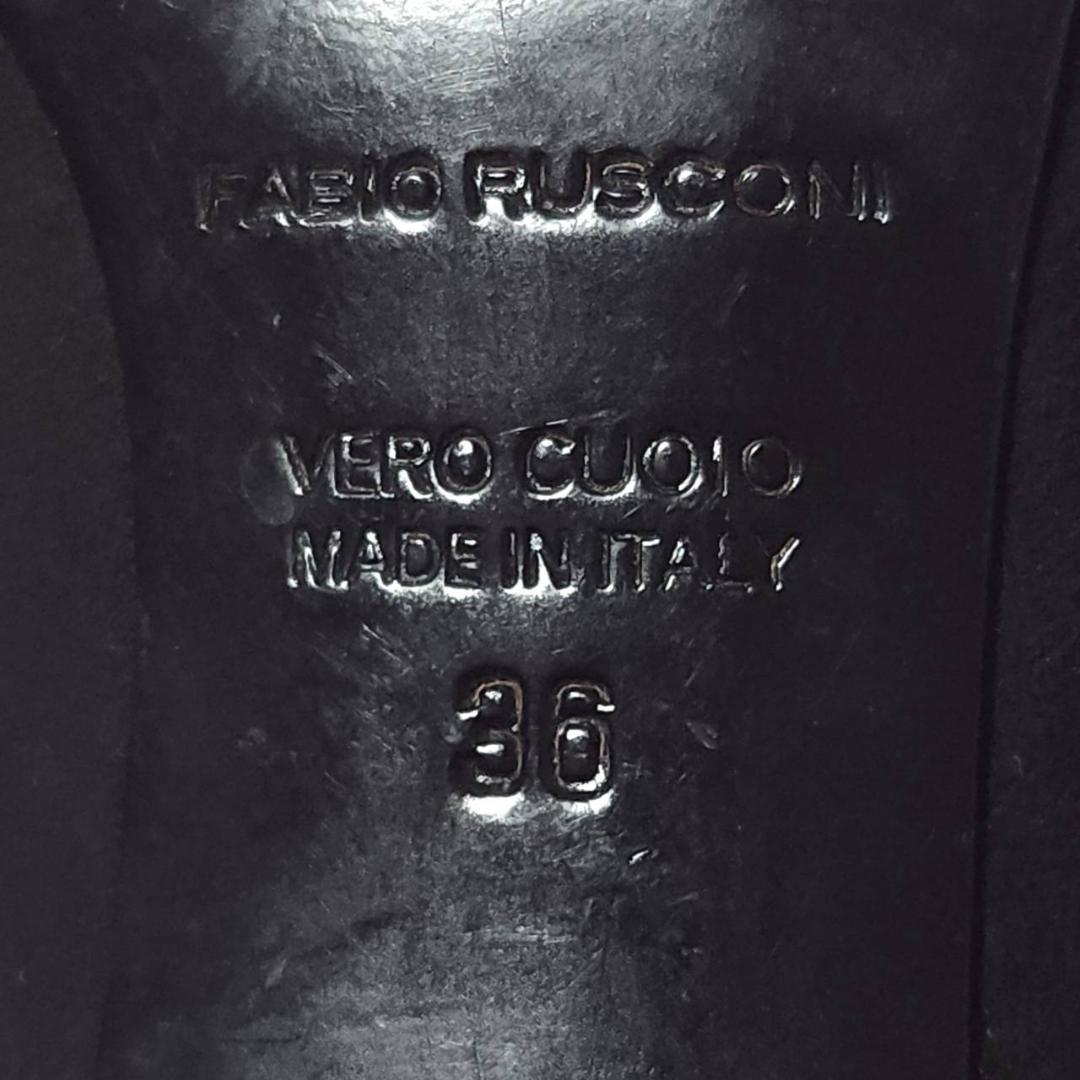 FABIO RUSCONI
VERO CUOIO
MADE IN ITALY
36